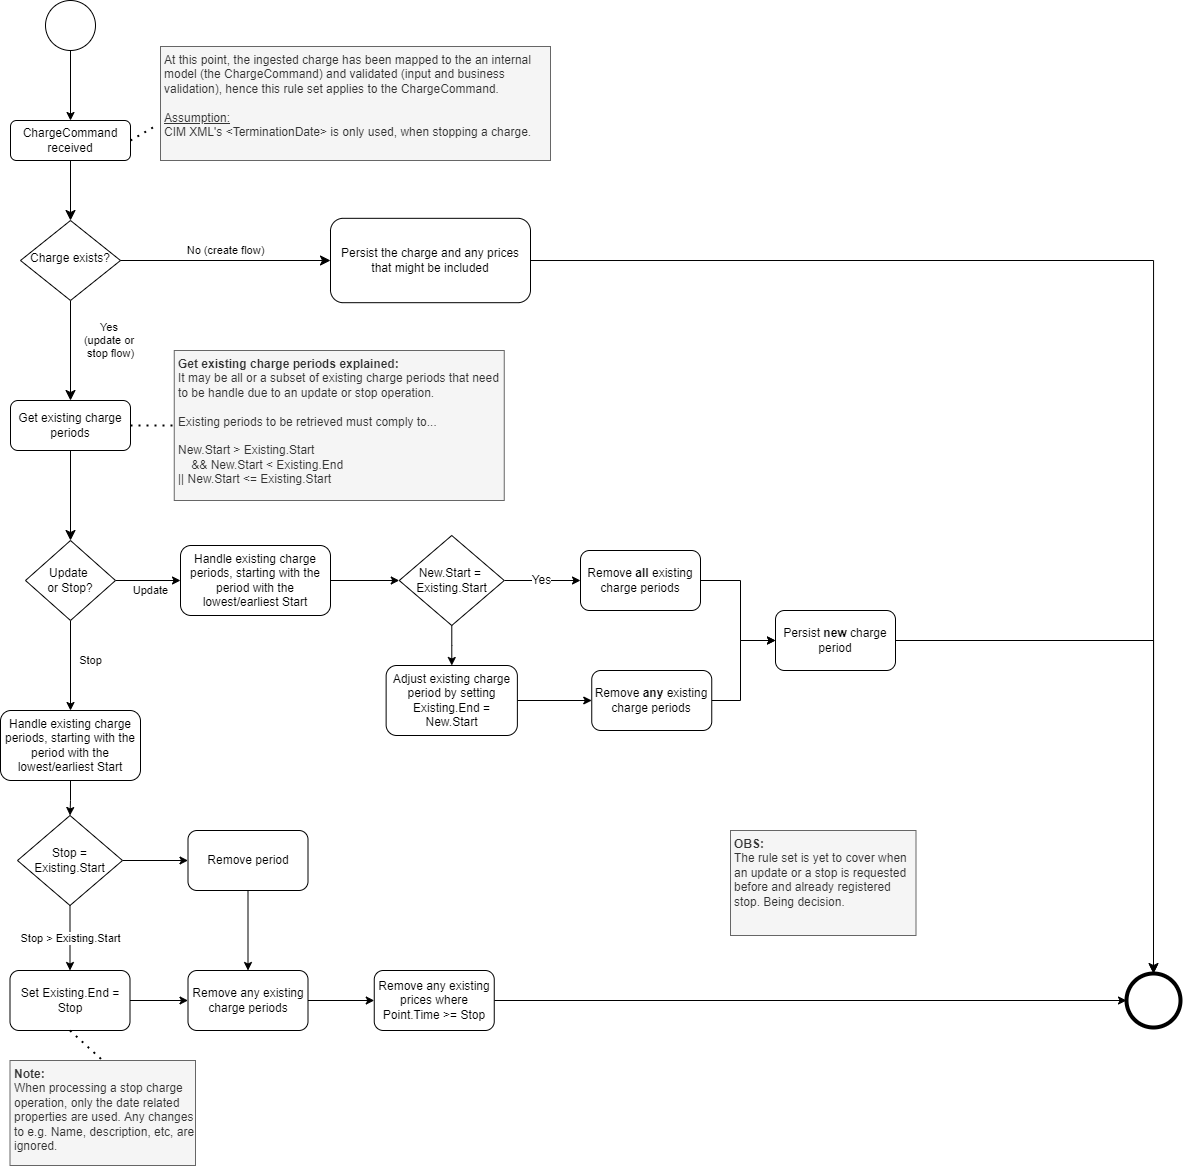 At this point, the ingested charge has been mapped to the an internal
model (the ChargeCommand) and validated (input and business
validation), hence this rule set applies to the ChargeCommand.
Assumption:
CIM XML's <TerminationDate> is only used, when stopping a charge.
ChargeCommand
received
Charge exists?
No (create flow)
Persist the charge and any prices
that might be included
Yes
(update or
stop flow)
Get existing charge periods explained:
It may be all or a subset of existing charge periods that need
to be handle due to an update or stop operation.
Existing periods to be retrieved must comply to...
New.Start > Existing.Start
&& New.Start < Existing.End
|| New.Start <= Existing.Start
Get existing charge
periods
Update
or Stop?
Update
Handle existing charge
periods, starting with the
period with the
lowest/earliest Start
New.Start =
Existing.Start
Yes
Remove all existing
charge periods
Persist new charge
period
Adjust existing charge
period by setting
Existing.End =
New.Start
Remove any existing
charge periods
Stop
Handle existing charge
periods, starting with the
period with the
lowest/earliest Start
Stop =
Existing.Start
Remove period
OBS:
The rule set is yet to cover when
an update or a stop is requested
before and already registered
stop. Being decision.
Stop > Existing.Start
Set Existing.End =
Stop
Remove any existing
charge periods
Remove any existing
prices where
Point.Time >= Stop
Note:
When processing a stop charge
operation, only the date related
properties are used. Any changes
to e.g. Name, description, etc, are
ignored.